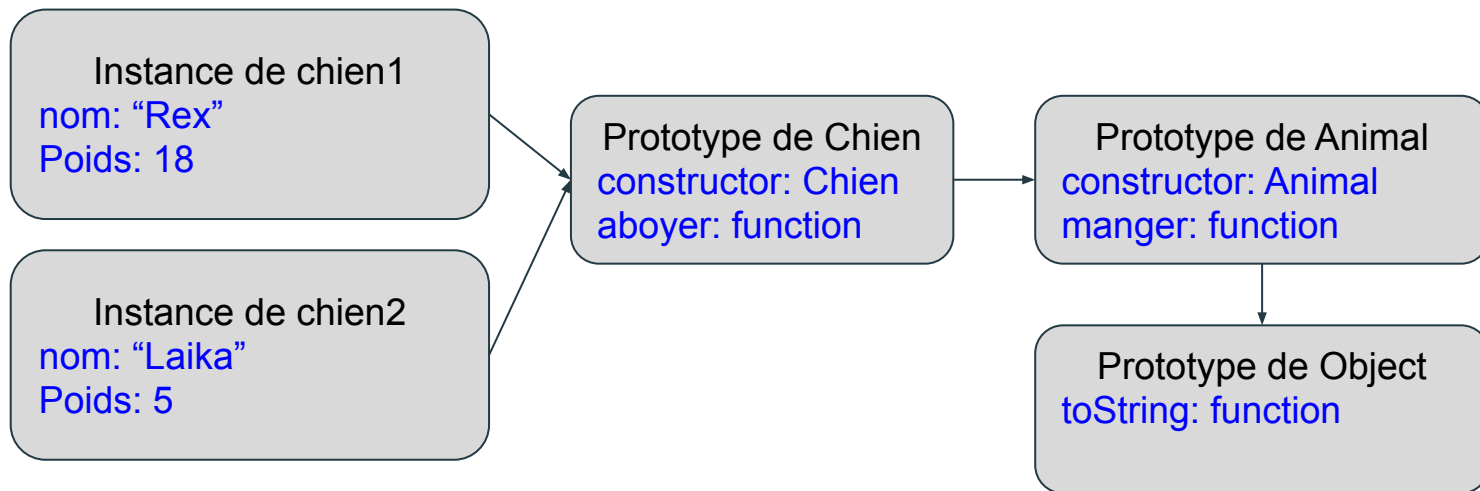 Instance de chien1
nom: “Rex”
Poids: 18
Instance de chien2
nom: “Laika”
Poids: 5
Prototype de Chien
constructor: Chien
aboyer: function
Prototype de Animal
constructor: Animal
manger: function
Prototype de Object
toString: function